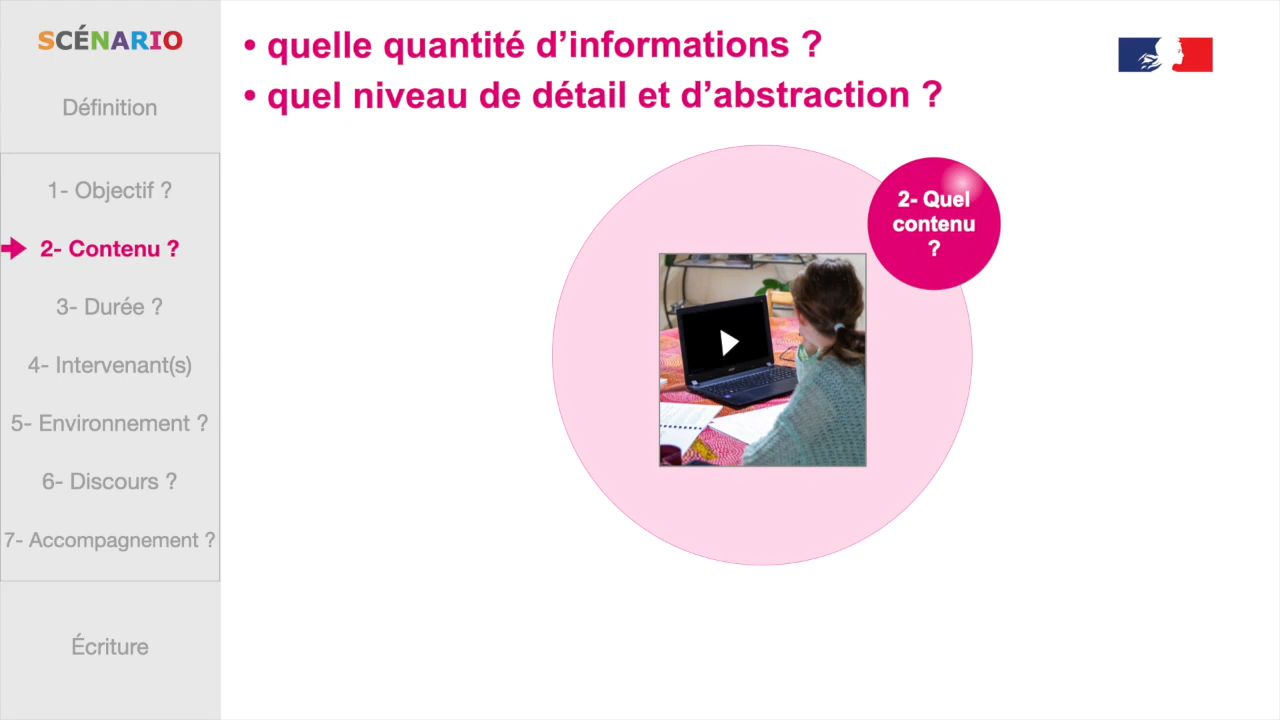 SCÉNARIO
Définition
1- Objectif ?
2- Contenu ?
3- Durée ?
4- Intervenant(s)
5- Environnement ?
6- Discours ?
7- Accompagnement ?
Écriture
• quelle quantité d’informations ?
• quel niveau de détail et d’abstraction ?
2- Quel
contenu
?